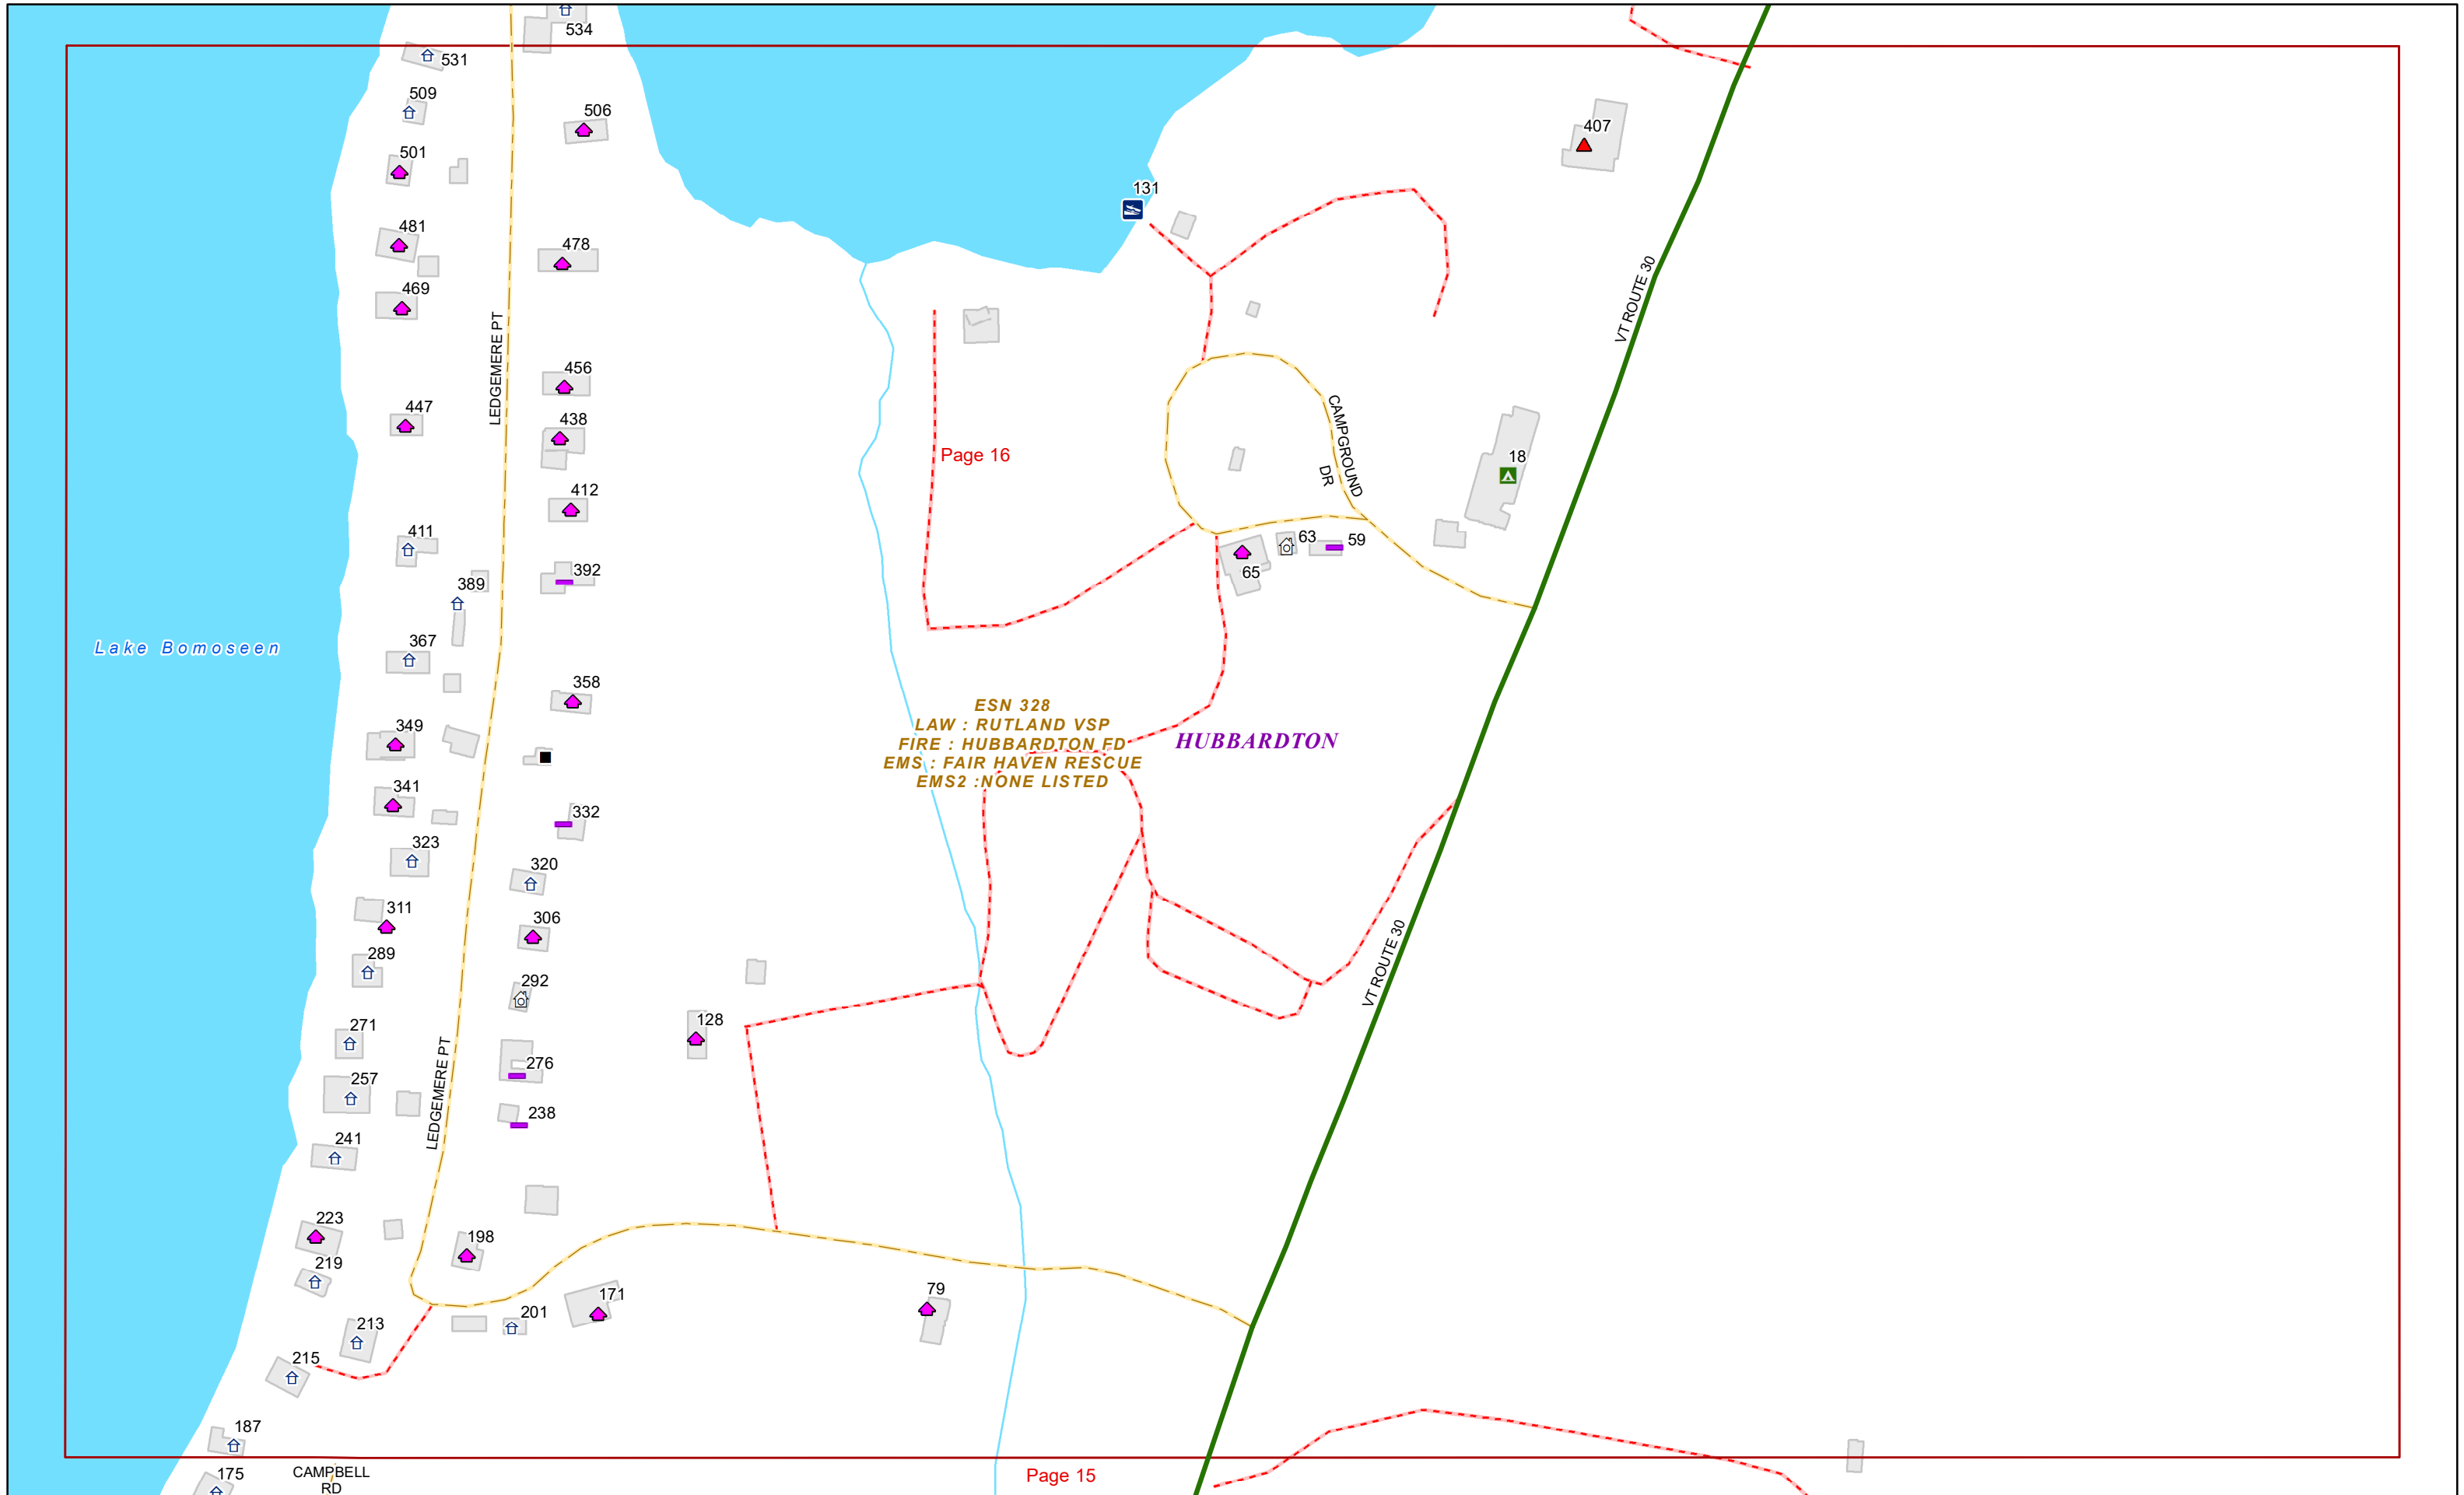 534
531
509
506
501
407
131
481
478
469
VT ROUTE 30
LEDGEMERE PT
456
447
438
CAMPGROUND
DR
Page 16
18
412
411
63
59
392
65
389
Lake Bomoseen
367
358
ESN 328
LAW : RUTLAND VSP
FIRE : HUBBARDTON FD
EMS : FAIR HAVEN RESCUE
EMS2 :NONE LISTED
HUBBARDTON
349
341
332
323
320
311
306
289
VT ROUTE 30
292
128
271
276
257
LEDGEMERE PT
238
241
223
198
219
79
171
201
213
215
187
175
CAMPBELL
RD
Page 15